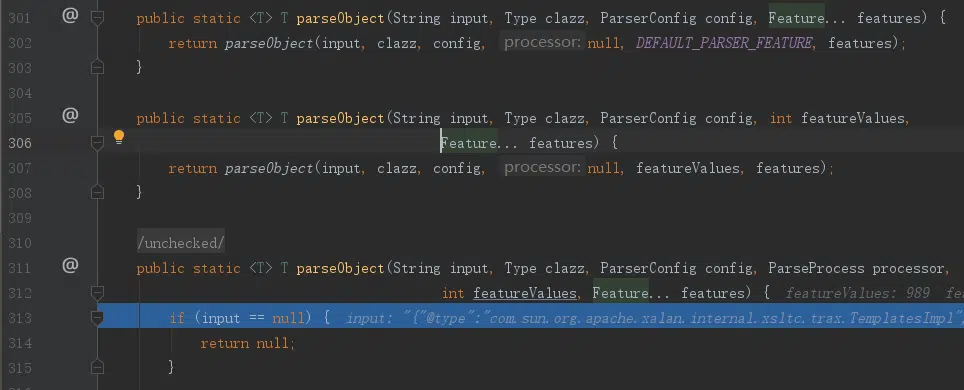 301 @ public static <T> T parseObject(String input, Type clazz, ParserConfig config, Feature... features) {
302 return parseObject(input, clazz, config, processor: null, DEFAULT_PARSER_FEATURE, features);
303 }
304
305 @ public static <T> T parseObject(String input, Type clazz, ParserConfig config, int featureValues,
306 Feature... features) {
307 return parseObject(input, clazz, config, processor: null, featureValues, features);
308 }
309
310 /unchecked/
311 @ public static <T> T parseObject(String input, Type clazz, ParserConfig config, ParseProcess processor,
312 int featureValues, Feature... features) { featureValues: 989 fea
313 if (input == null) { input: "{"@type":"com.sun.org.apache.xalan.internal.xsltc.trax.TemplatesImpl",
314 return null;
315 }